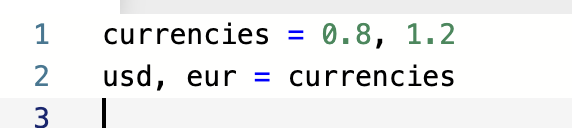 1 currencies = 0.8, 1.2
2 usd, eur = currencies
3